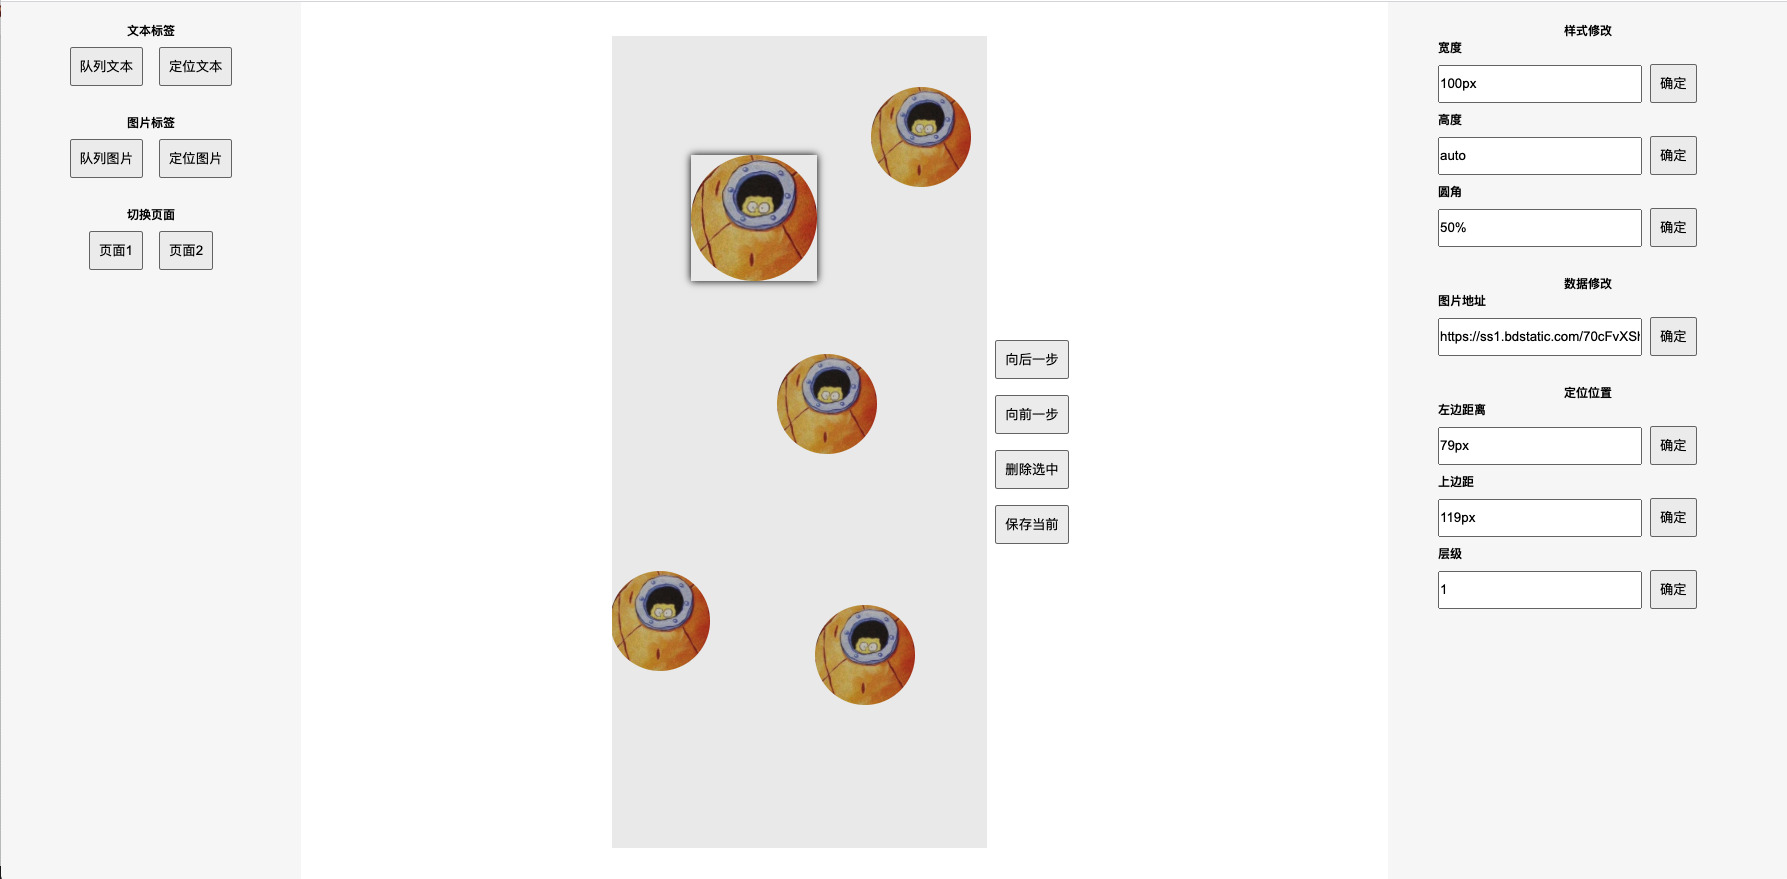 文本标签
队列文本 定位文本
图片标签
队列图片 定位图片
切换页面
页面1 页面2
向后一步
向前一步
删除选中
保存当前
样式修改
宽度
100px 确定
高度
auto 确定
圆角
50% 确定
数据修改
图片地址
https://ss1.bdstatic.com/70cFvXSh 确定
定位位置
左边距离
79px 确定
上边距
119px 确定
层级
1 确定